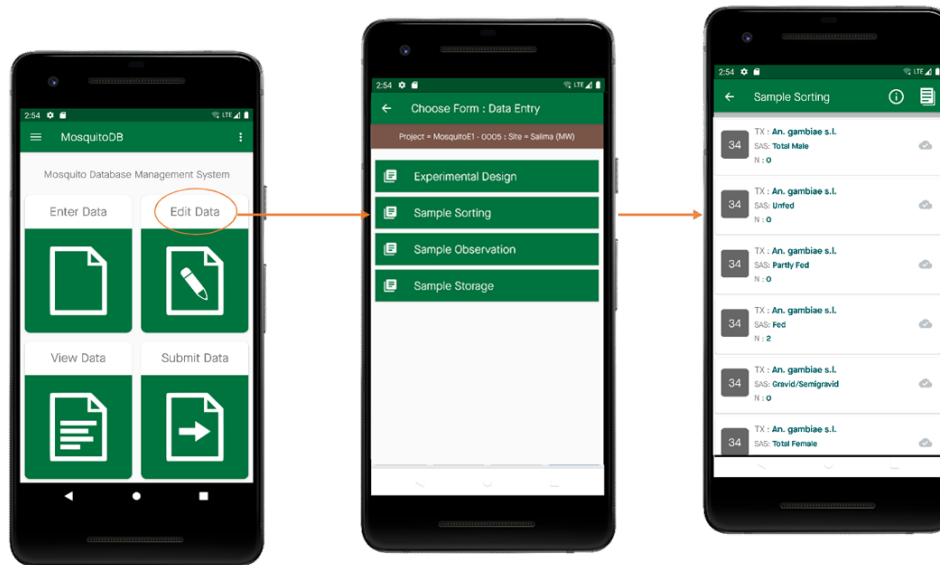 2:54
LTE
MosquitoDB
Mosquito Database Management System
Enter Data
Edit Data
View Data
Submit Data
2:54
LTE
Choose Form : Data Entry
Project = MosquitoE1 - 0005 : Site = Salima (MW)
Experimental Design
Sample Sorting
Sample Observation
Sample Storage
2:54
LTE
Sample Sorting
34
TX : An. gambiae s.l.
SAS: Total Male
N : 0
34
TX : An. gambiae s.l.
SAS: Unfed
N : 0
34
TX : An. gambiae s.l.
SAS: Partly Fed
N : 0
34
TX : An. gambiae s.l.
SAS: Fed
N : 2
34
TX : An. gambiae s.l.
SAS: Gravid/Semigravid
N : 0
34
TX : An. gambiae s.l.
SAS: Total Female